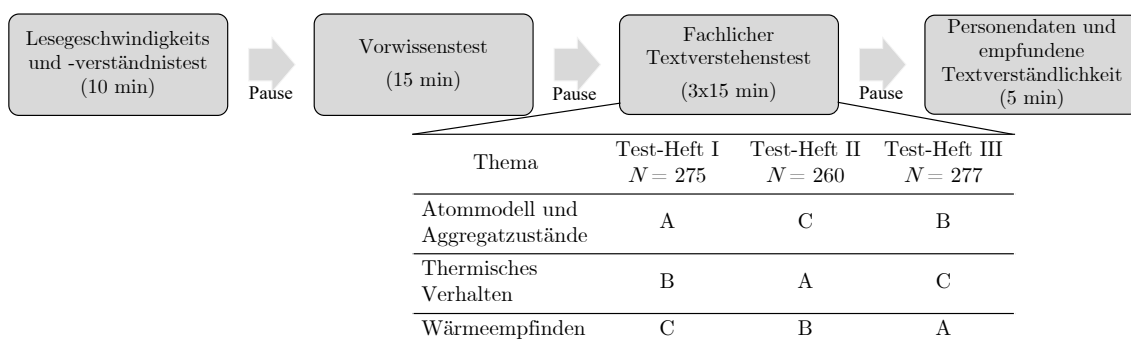 Lesegeschwindigkeits
und -verständnistest
(10 min)
Pause
Vorwissenstest
(15 min)
Pause
Fachlicher
Textverstehenstest
(3x15 min)
Pause
Personendaten und
empfundene
Textverständlichkeit
(5 min)
Thema Test-Heft I Test-Heft II Test-Heft III
N = 275 N = 260 N = 277
Atommodell und
Aggregatzustände A C B
Thermisches
Verhalten B A C
Wärmeempfinden C B A